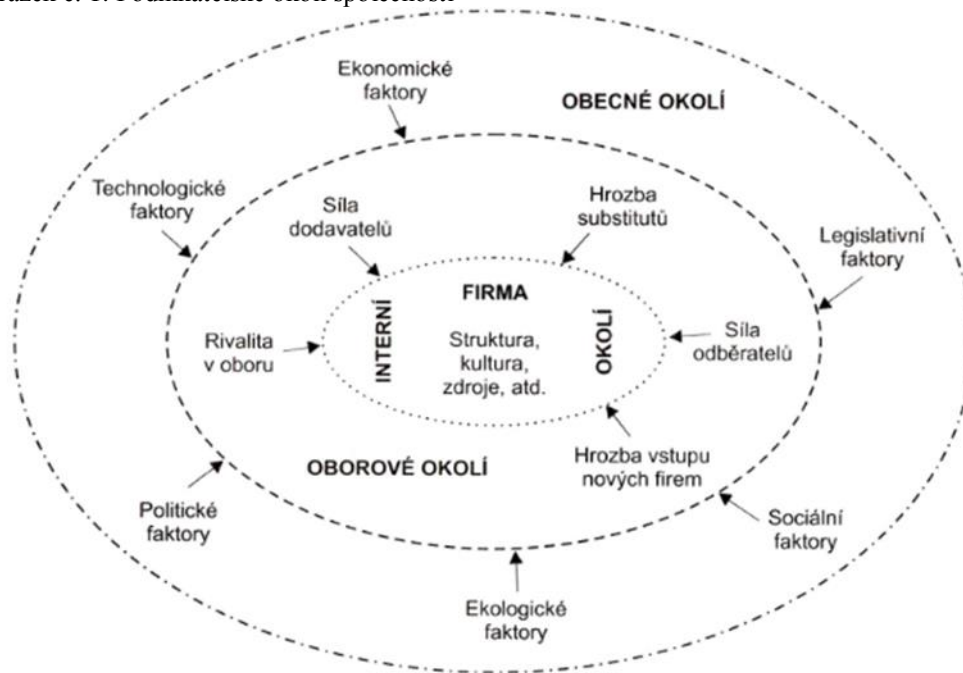 Ekonomické
faktory
OBECNÉ OKOLÍ
Technologické
faktory
Síla
dodavatelů
Hrozba
substitutů
Legislativní
faktory
FIRMA
INTERNÍ
OKOLÍ
Struktura,
kultura,
zdroje, atd.
Rivalita
v oboru
Síla
odběratelů
OBOROVÉ OKOLÍ
Hrozba vstupu
nových firem
Politické
faktory
Sociální
faktory
Ekologické
faktory